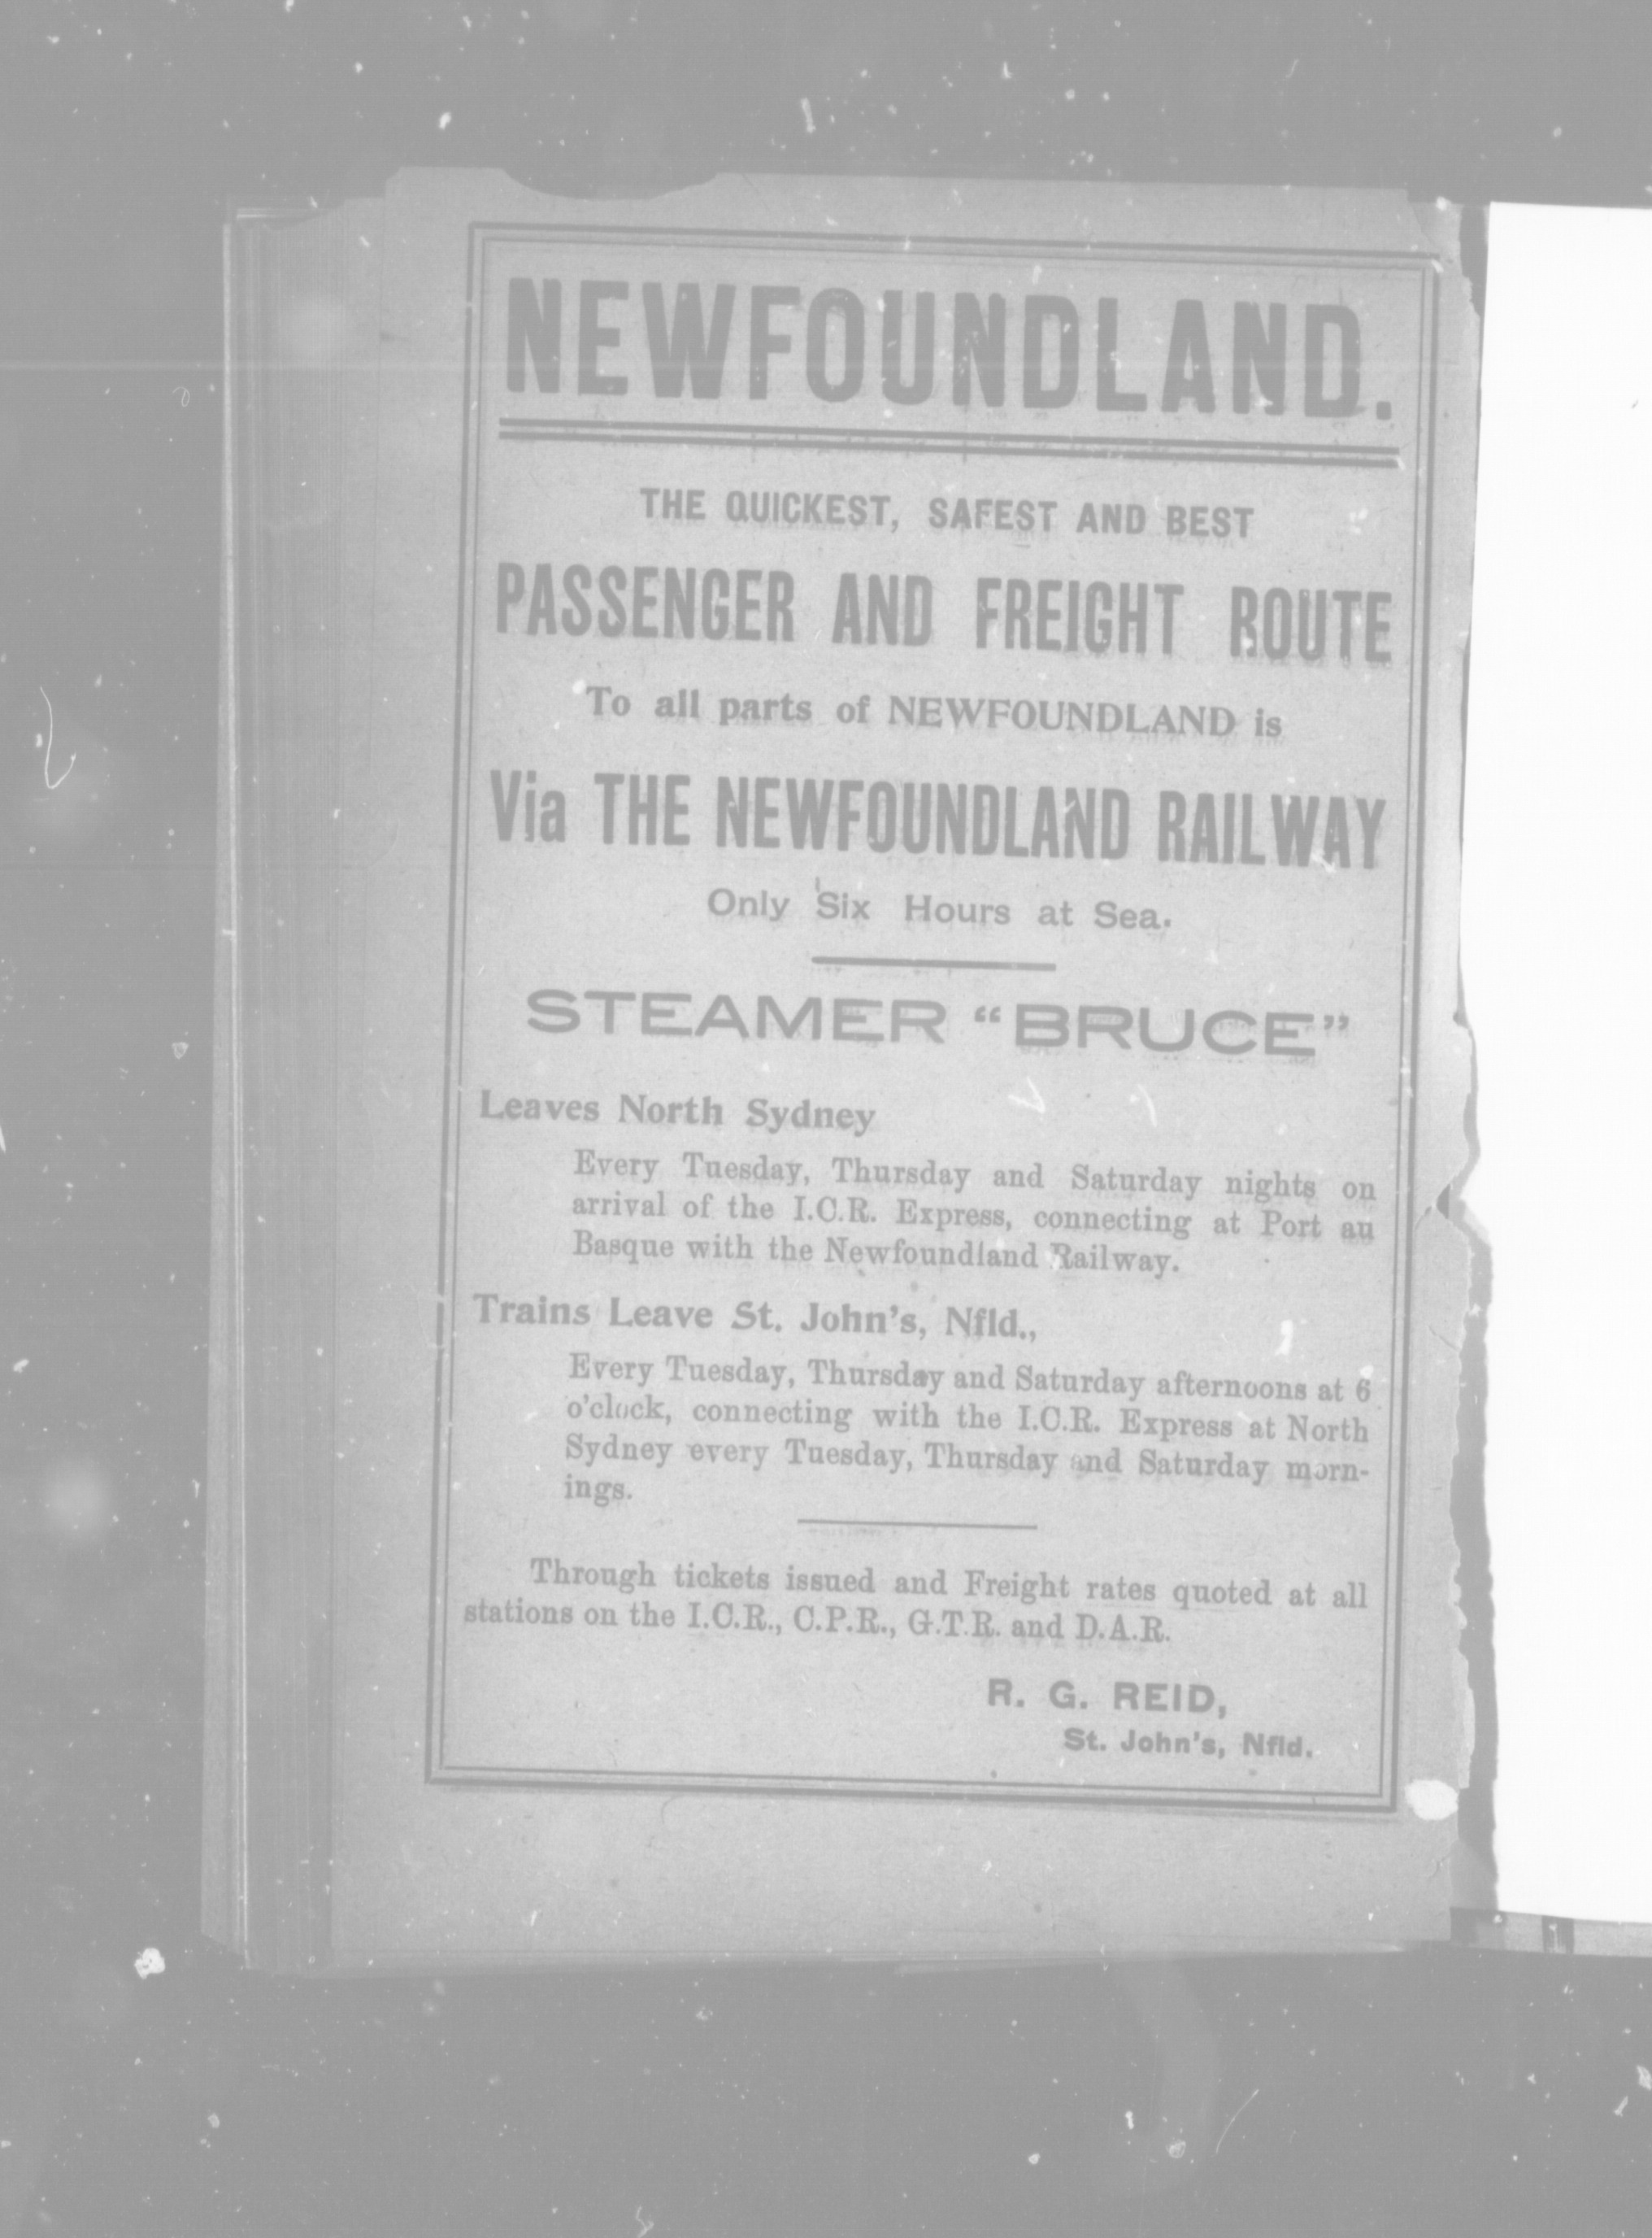 NEWFOUNDLAND.
THE QUICKEST, SAFEST AND BEST
PASSENGER AND FREIGHT ROUTE
To all parts of NEWFOUNDLAND is
Via THE NEWFOUNDLAND RAILWAY
Only Six Hours at Sea.
STEAMER "BRUCE"
Leaves North Sydney
Every Tuesday, Thursday and Saturday nights on
arrival of the I.C.R. Express, connecting at Port au
Basque with the Newfoundland Railway.
Trains Leave St. John's, Nfld.,
Every Tuesday, Thursday and Saturday afternoons at 6
o'clock, connecting with the I.C.R. Express at North
Sydney every Tuesday, Thursday and Saturday morn-
ings.
Through tickets issued and Freight rates quoted at all
stations on the I.C.R., C.P.R., G.T.R. and D.A.R.
R. G. REID,
St. John's, Nfld.